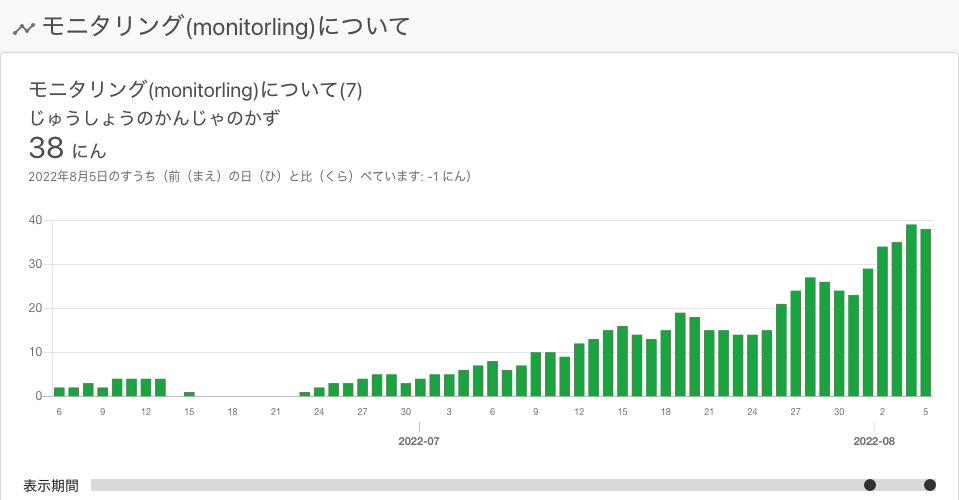 モニタリング(monitorling)について
モニタリング(monitorling)について(7)
じゅうしょうのかんじゃのかず
38 にん
2022年8月5日のすうち（前（まえ）の日（ひ）と比（くら）べています: -1 にん）
40
30
20
10
0
6 9 12 15 18 21 24 27 30 3 6 9 12 15 18 21 24 27 30 2 5
2022-07 2022-08
表示期間